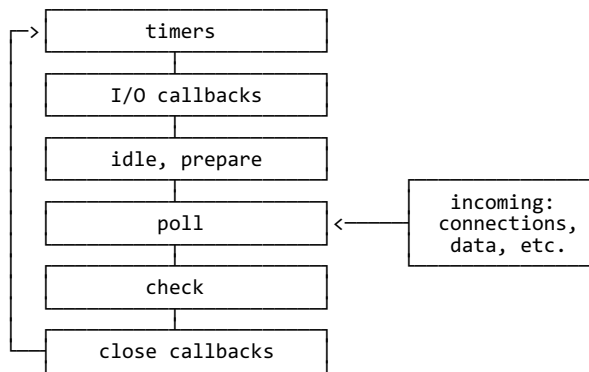 timers
I/O callbacks
idle, prepare
poll
incoming:
connections,
data, etc.
check
close callbacks